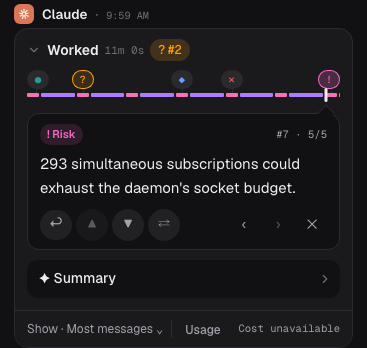 Claude · 9:59 AM
Worked 11m 0s ? #2
?
!
! Risk #7 · 5/5
293 simultaneous subscriptions could
exhaust the daemon's socket budget.
Summary
Show · Most messages Usage Cost unavailable